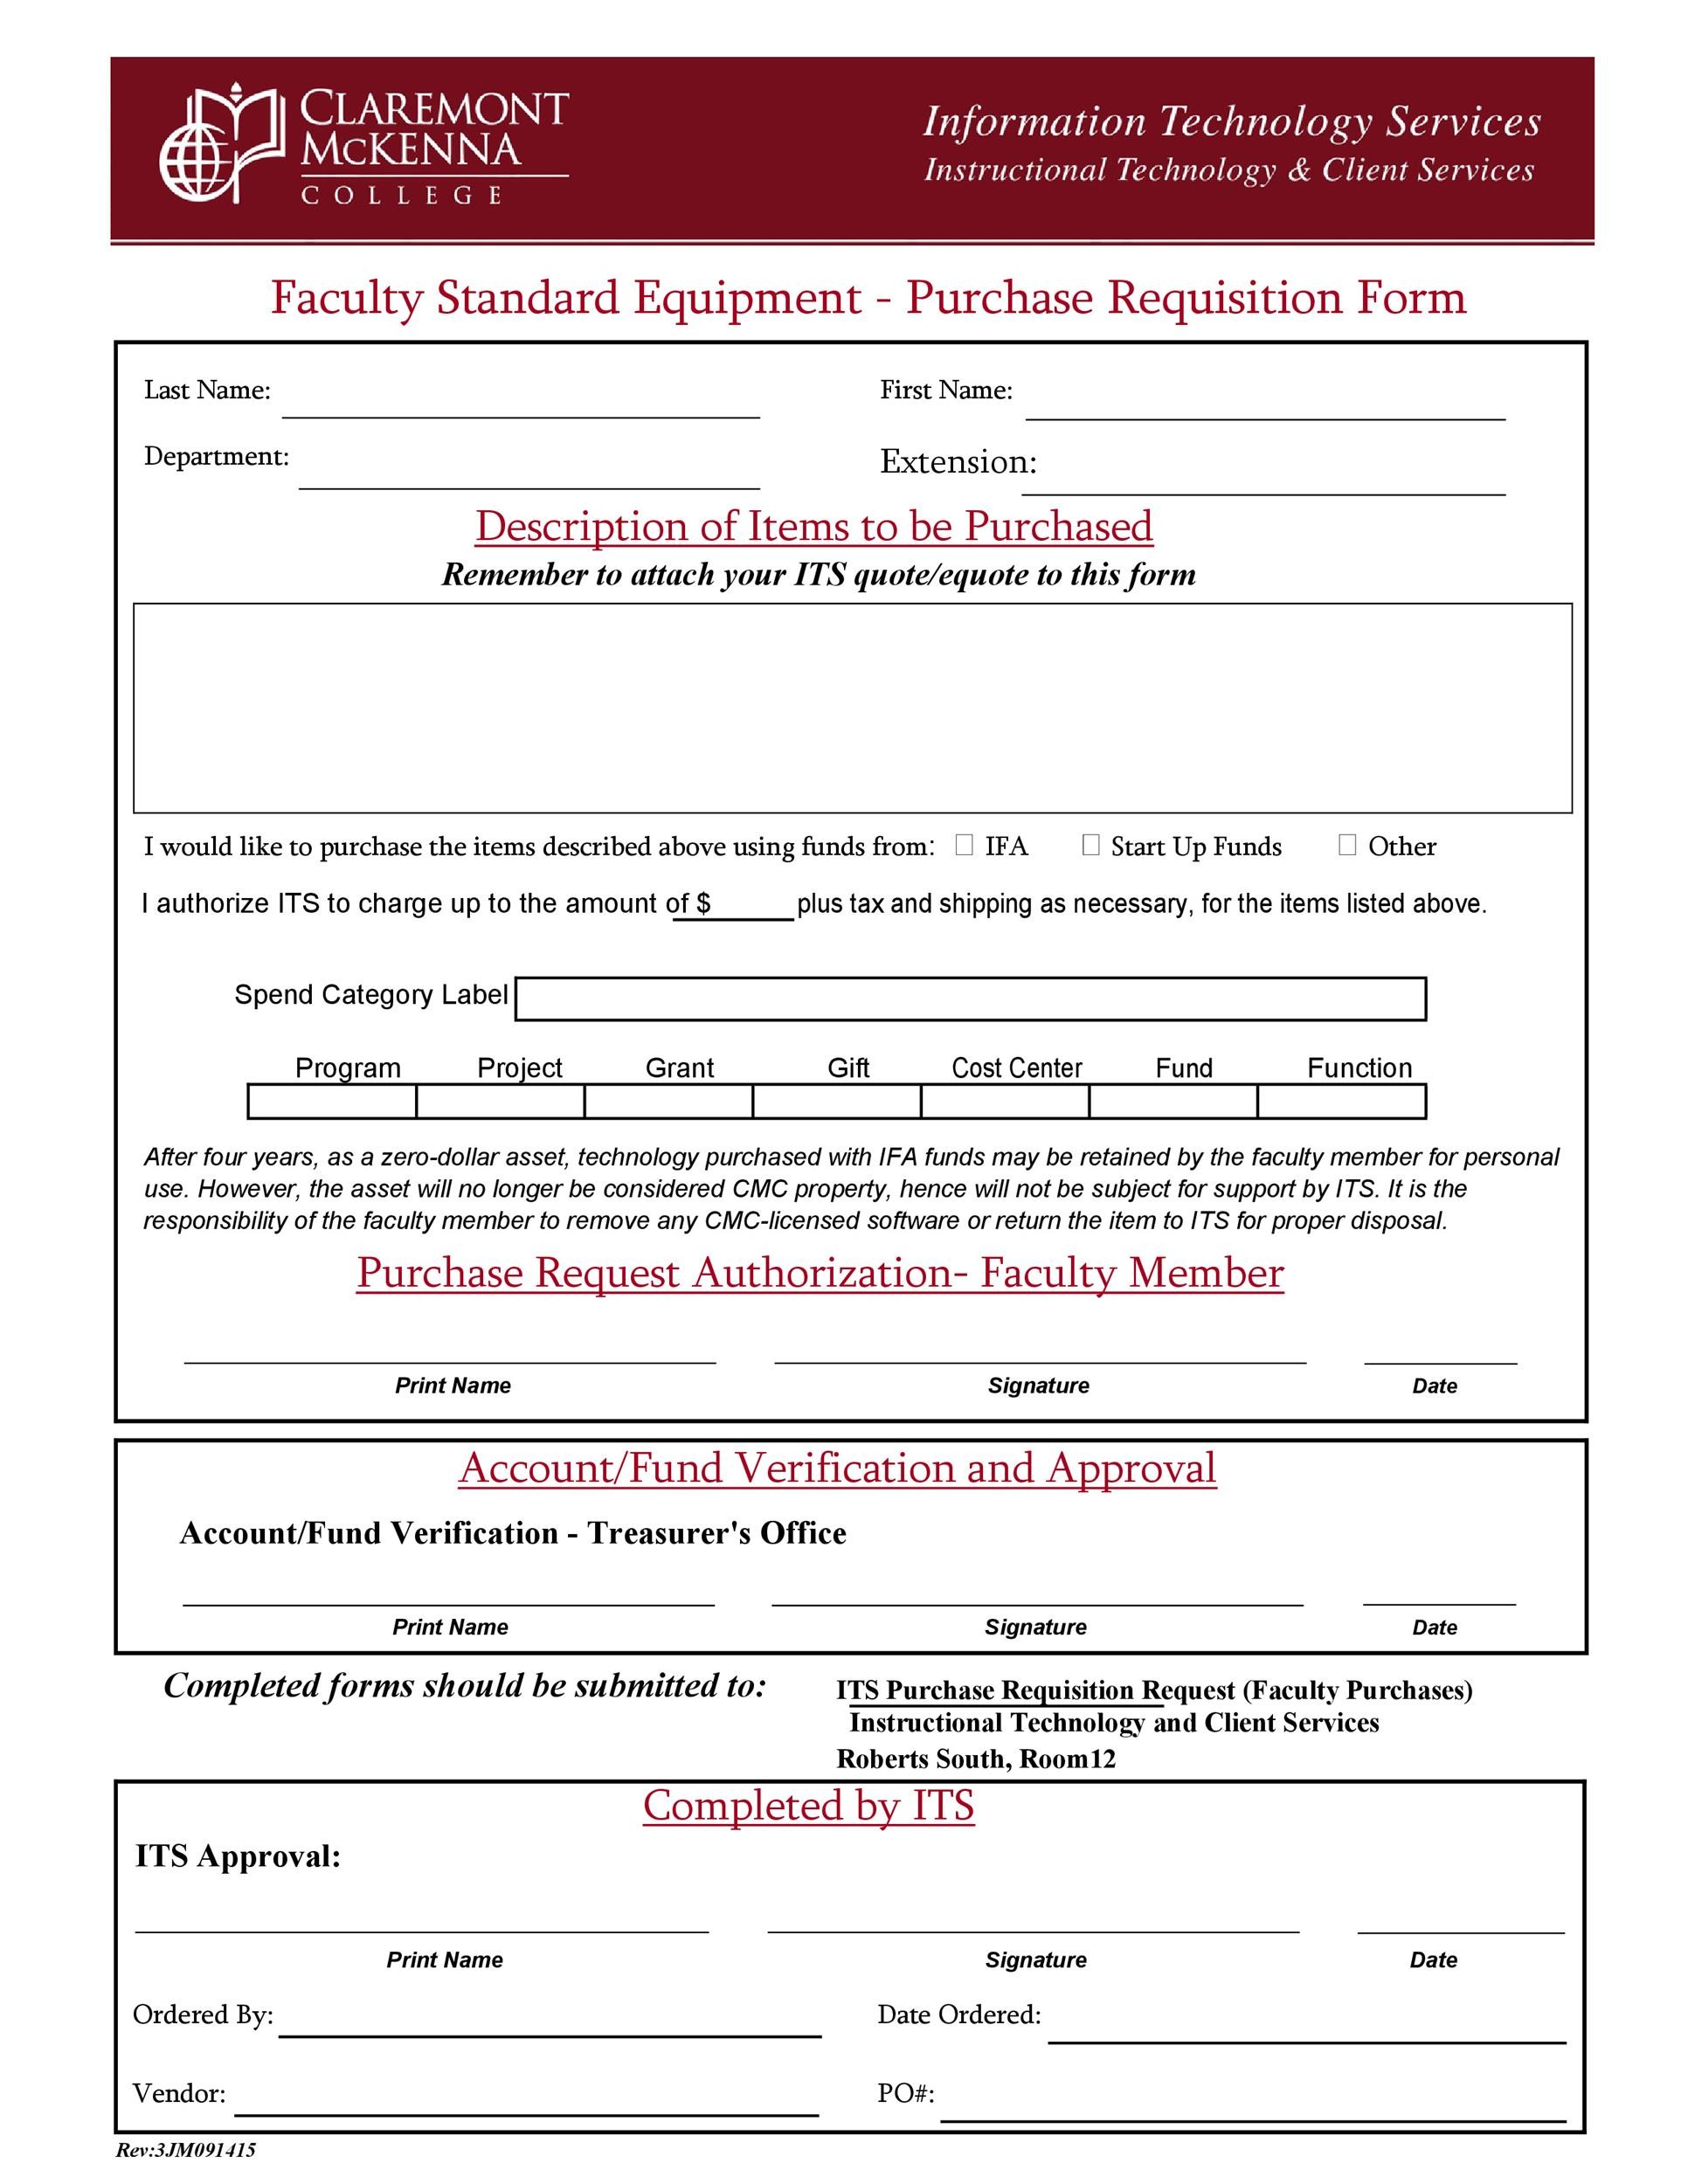 CLAREMONT
MCKENNA
COLLEGE
Information Technology Services
Instructional Technology & Client Services
Faculty Standard Equipment - Purchase Requisition Form
Last Name: First Name:
Department: Extension:
Description of Items to be Purchased
Remember to attach your ITS quote/equote to this form
I would like to purchase the items described above using funds from: ☐ IFA ☐ Start Up Funds ☐ Other
I authorize ITS to charge up to the amount of $______ plus tax and shipping as necessary, for the items listed above.
Spend Category Label
Program Project Grant Gift Cost Center Fund Function
After four years, as a zero-dollar asset, technology purchased with IFA funds may be retained by the faculty member for personal
use. However, the asset will no longer be considered CMC property, hence will not be subject for support by ITS. It is the
responsibility of the faculty member to remove any CMC-licensed software or return the item to ITS for proper disposal.
Purchase Request Authorization- Faculty Member
Print Name Signature Date
Account/Fund Verification and Approval
Account/Fund Verification - Treasurer's Office
Print Name Signature Date
Completed forms should be submitted to: ITS Purchase Requisition Request (Faculty Purchases)
Instructional Technology and Client Services
Roberts South, Room12
Completed by ITS
ITS Approval:
Print Name Signature Date
Ordered By: Date Ordered:
Vendor: PO#:
Rev:3JM091415